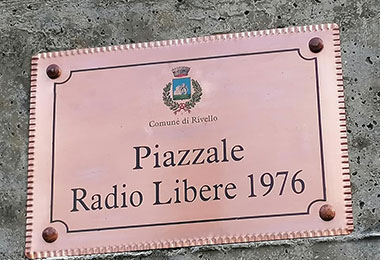 Comune di Rivello
Piazzale
Radio Libere 1976